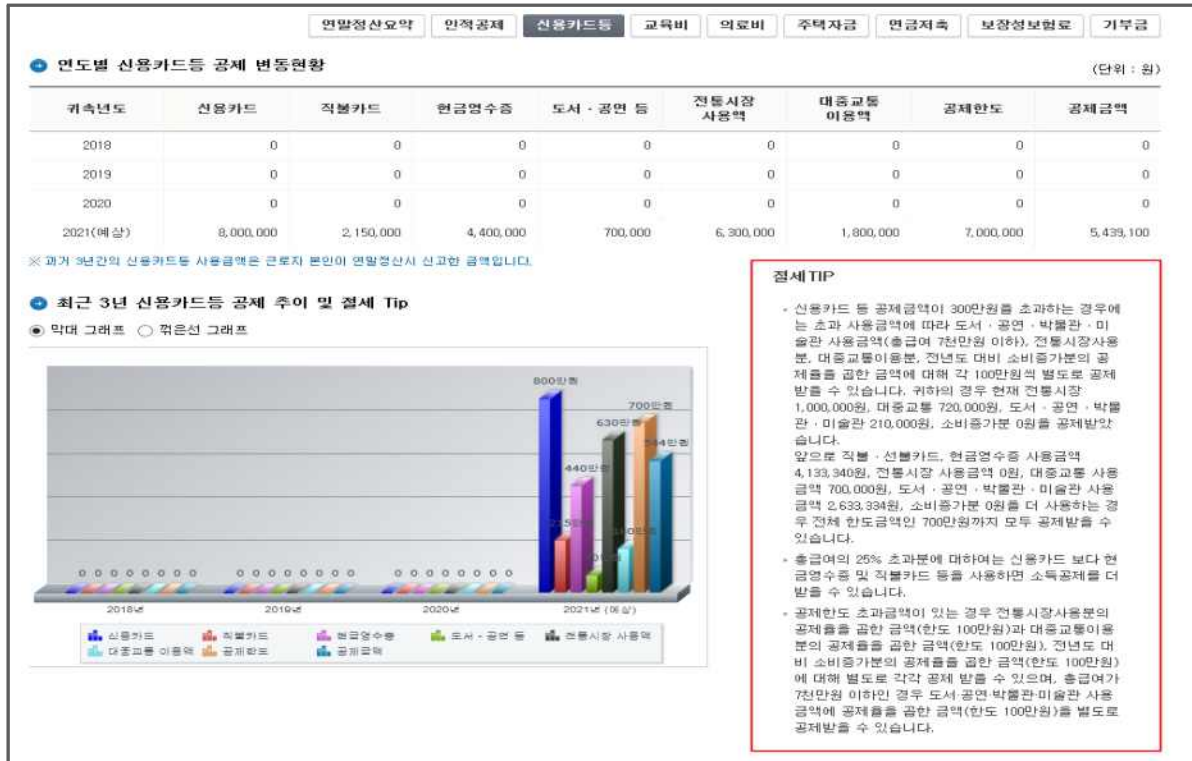 연말정산요약 인적공제 신용카드등 교육비 의료비 주택자금 연금저축 보장성보험료 기부금
연도별 신용카드등 공제 변동현황 (단위 : 원)
귀속년도 신용카드 직불카드 현금영수증 도서 · 공연 등 전통시장 사용액 대중교통 이용액 공제한도 공제금액
2018 0 0 0 0 0 0 0 0
2019 0 0 0 0 0 0 0 0
2020 0 0 0 0 0 0 0 0
2021(예상) 8,000,000 2,150,000 4,400,000 700,000 6,300,000 1,800,000 7,000,000 5,439,100
※ 과거 3년간의 신용카드등 사용금액은 근로자 본인이 연말정산시 신고한 금액입니다.
최근 3년 신용카드등 공제 추이 및 절세 Tip
막대 그래프 꺾은선 그래프
800만원
700만원
630만원
544만원
440만원
215만원
0 0 0 0 0 0 0 0 0 0 0 0 0 0 0 0 0 0 0 0 0 0 0 0
2018년 2019년 2020년 2021년 (예상)
신용카드 직불카드 현금영수증 도서 - 공연 등 전통시장 사용액
대중교통 이용액 공제한도 공제금액
절세TIP
신용카드 등 공제금액이 300만원을 초과하는 경우에
는 초과 사용금액에 따라 도서 · 공연 · 박물관 · 미
술관 사용금액(총급여 7천만원 이하), 전통시장사용
분, 대중교통이용분, 전년도 대비 소비증가분의 공
제율을 곱한 금액에 대해 각 100만원씩 별도로 공제
받을 수 있습니다. 귀하의 경우 현재 전통시장
1,000,000원, 대중교통 720,000원, 도서 · 공연 · 박물
관 · 미술관 210,000원, 소비증가분 0원을 공제받았
습니다.
앞으로 직불 · 선불카드, 현금영수증 사용금액
4,133,340원, 전통시장 사용금액 0원, 대중교통 사용
금액 700,000원, 도서 · 공연 · 박물관 · 미술관 사용
금액 2,633,334원, 소비증가분 0원을 더 사용하는 경
우 전체 한도금액인 700만원까지 모두 공제받을 수
있습니다.
총급여의 25% 초과분에 대하여는 신용카드 보다 현
금영수증 및 직불카드 등을 사용하면 소득공제를 더
받을 수 있습니다.
공제한도 초과금액이 있는 경우 전통시장사용분의
공제율을 곱한 금액(한도 100만원)과 대중교통이용
분의 공제율을 곱한 금액(한도 100만원), 전년도 대
비 소비증가분의 공제율을 곱한 금액(한도 100만원)
에 대해 별도로 각각 공제 받을 수 있으며, 총급여가
7천만원 이하인 경우 도서·공연·박물관·미술관 사용
금액에 공제율을 곱한 금액(한도 100만원)을 별도로
공제받을 수 있습니다.